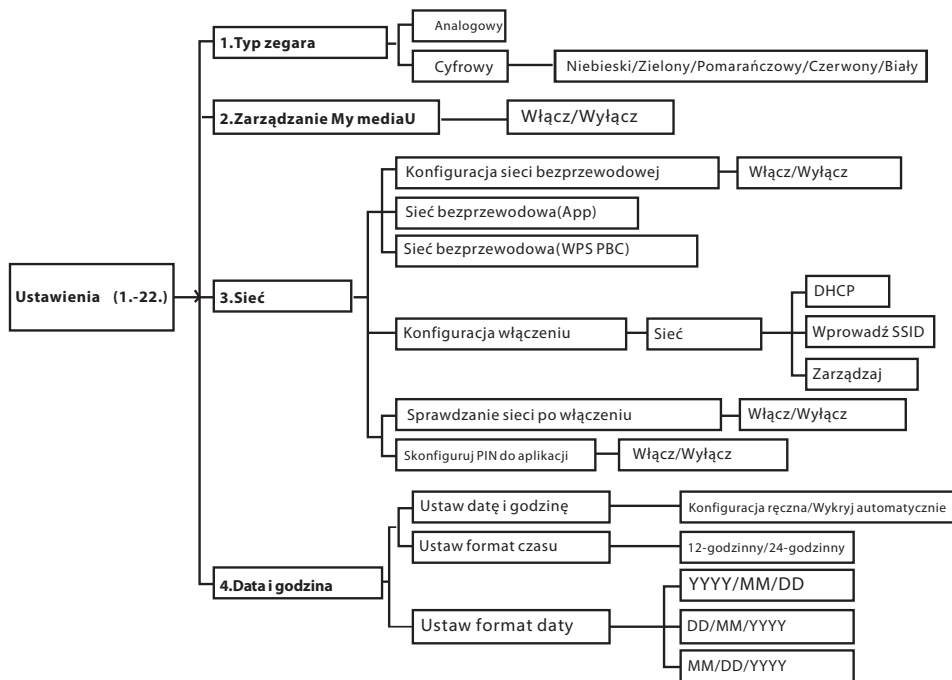 Ustawienia (1.-22.)
1.Typ zegara
Analogowy
Cyfrowy
Niebieski/Zielony/Pomarańczowy/Czerwony/Biały
2.Zarządzanie My mediaU
Włącz/Wyłącz
3.Sieć
Konfiguracja sieci bezprzewodowej
Włącz/Wyłącz
Sieć bezprzewodowa(App)
Sieć bezprzewodowa(WPS PBC)
Konfiguracja włączeniu
Sieć
DHCP
Wprowadź SSID
Zarządzaj
Sprawdzanie sieci po włączeniu
Włącz/Wyłącz
Skonfiguruj PIN do aplikacji
Włącz/Wyłącz
4.Data i godzina
Ustaw datę i godzinę
Konfiguracja ręczna/Wykryj automatycznie
Ustaw format czasu
12-godzinny/24-godzinny
Ustaw format daty
YYYY/MM/DD
DD/MM/YYYY
MM/DD/YYYY